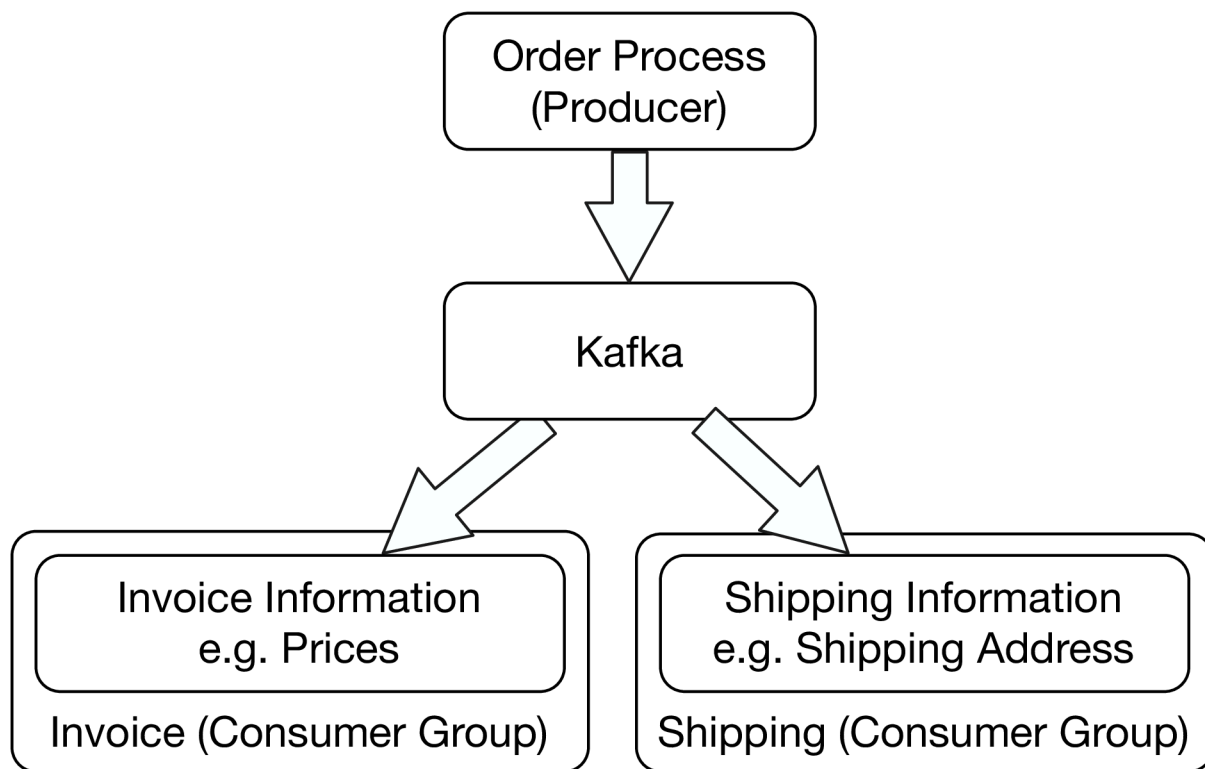 Order Process
(Producer)
Kafka
Invoice Information
e.g. Prices
Invoice (Consumer Group)
Shipping Information
e.g. Shipping Address
Shipping (Consumer Group)